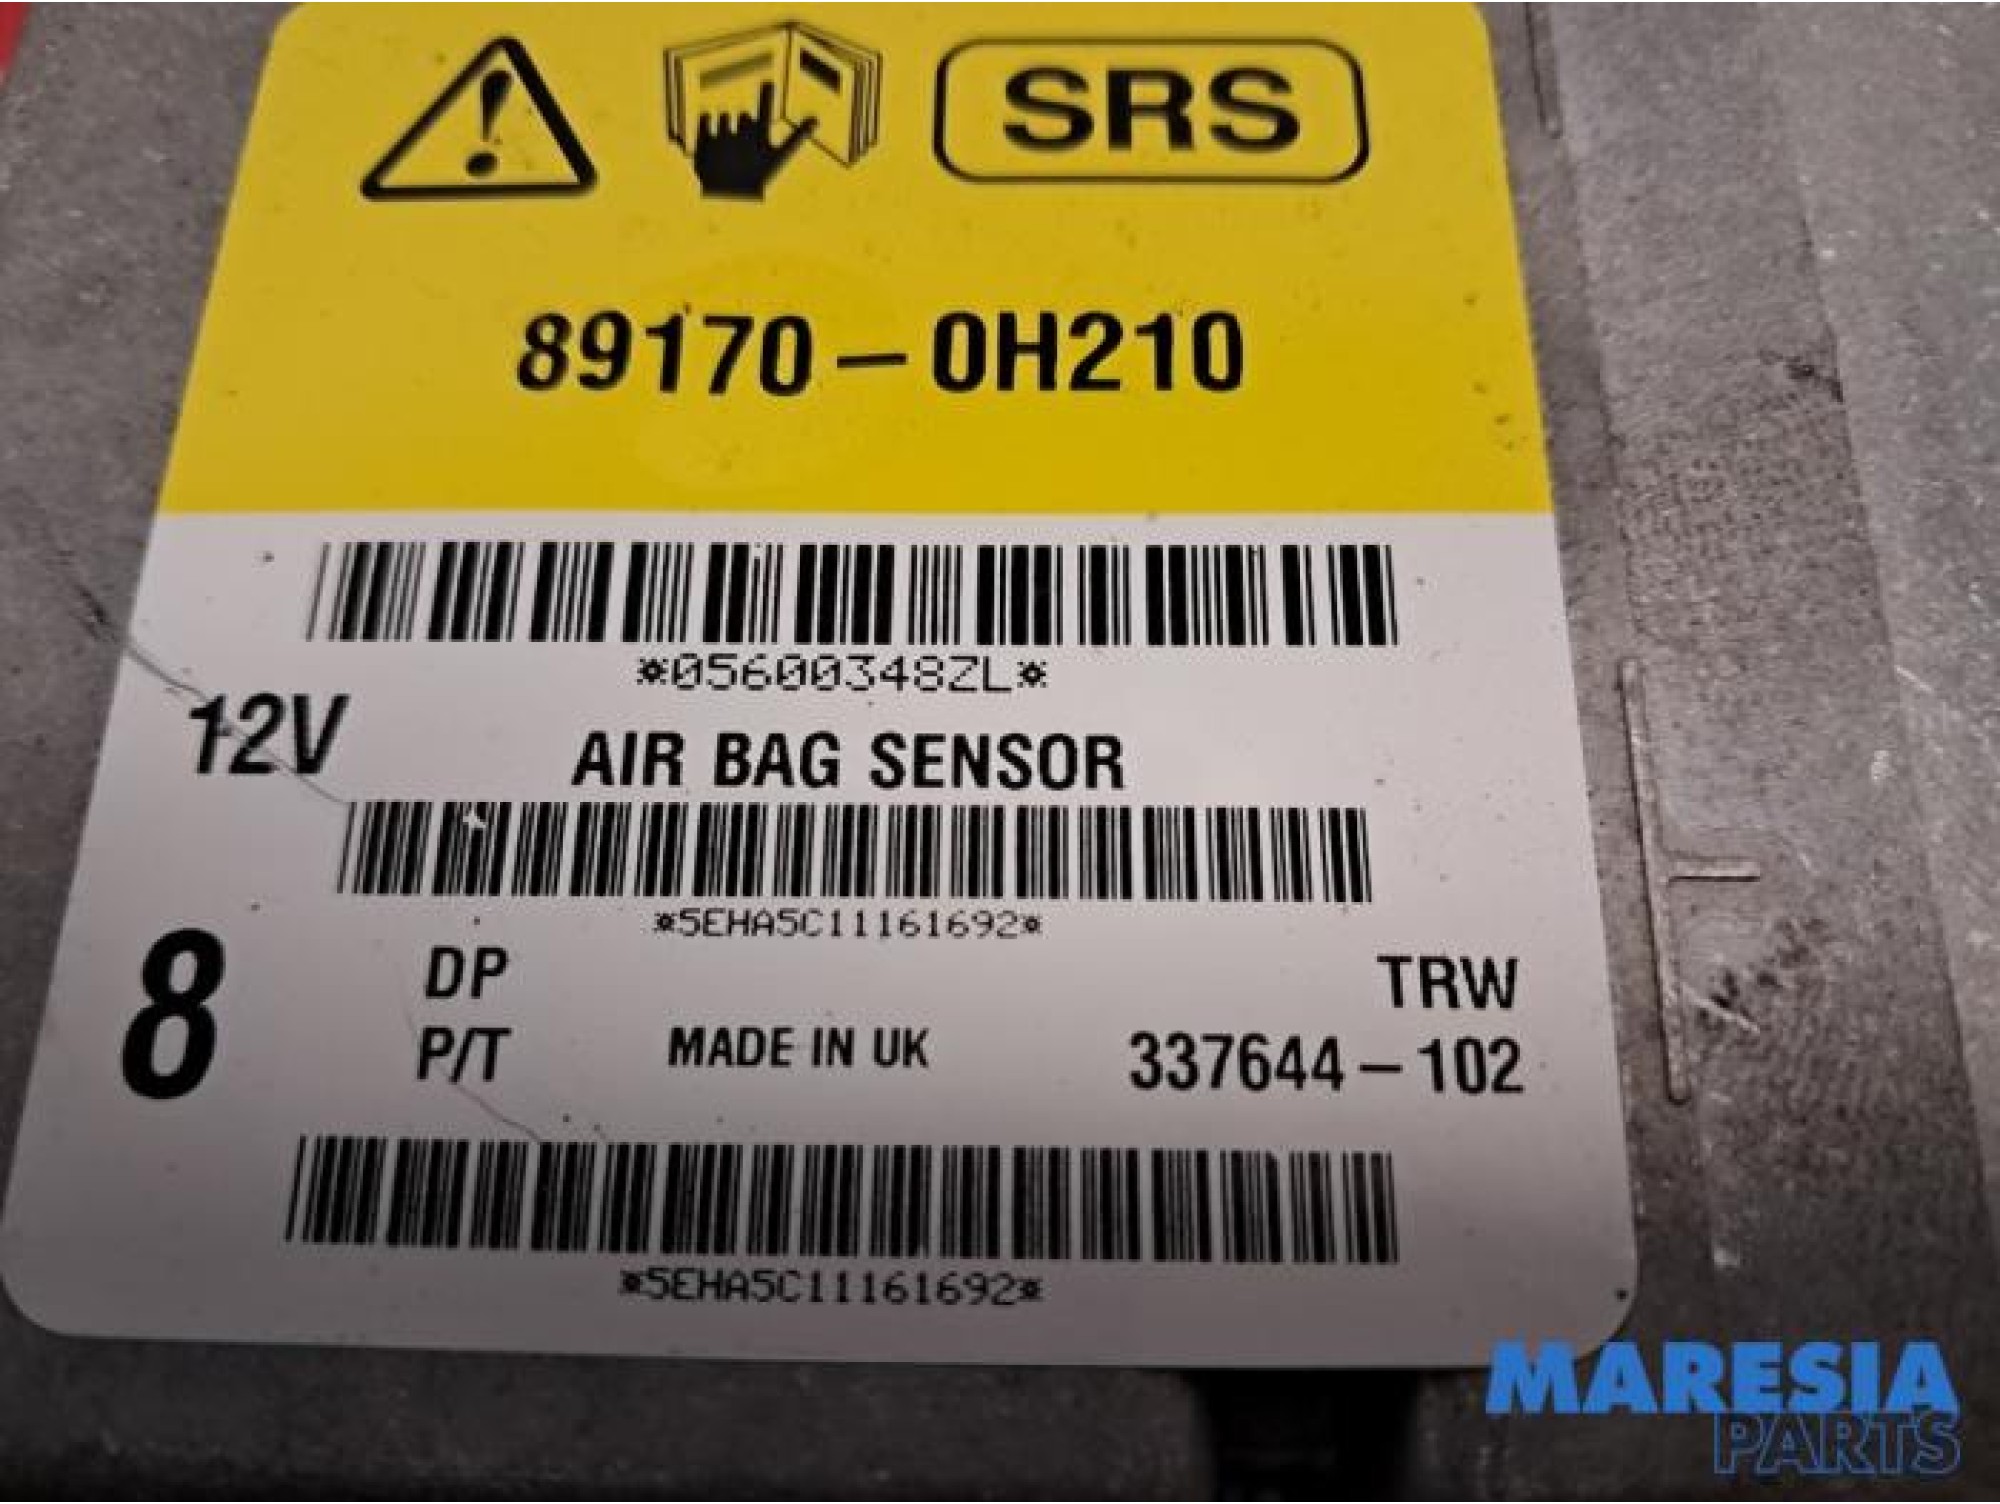 SRS
89170-0H210
*05600348ZL*
12V AIR BAG SENSOR
*5EHA5C11161692*
8 DP TRW
P/T MADE IN UK 337644-102
*5EHA5C11161692*
MARESIA
PARTS